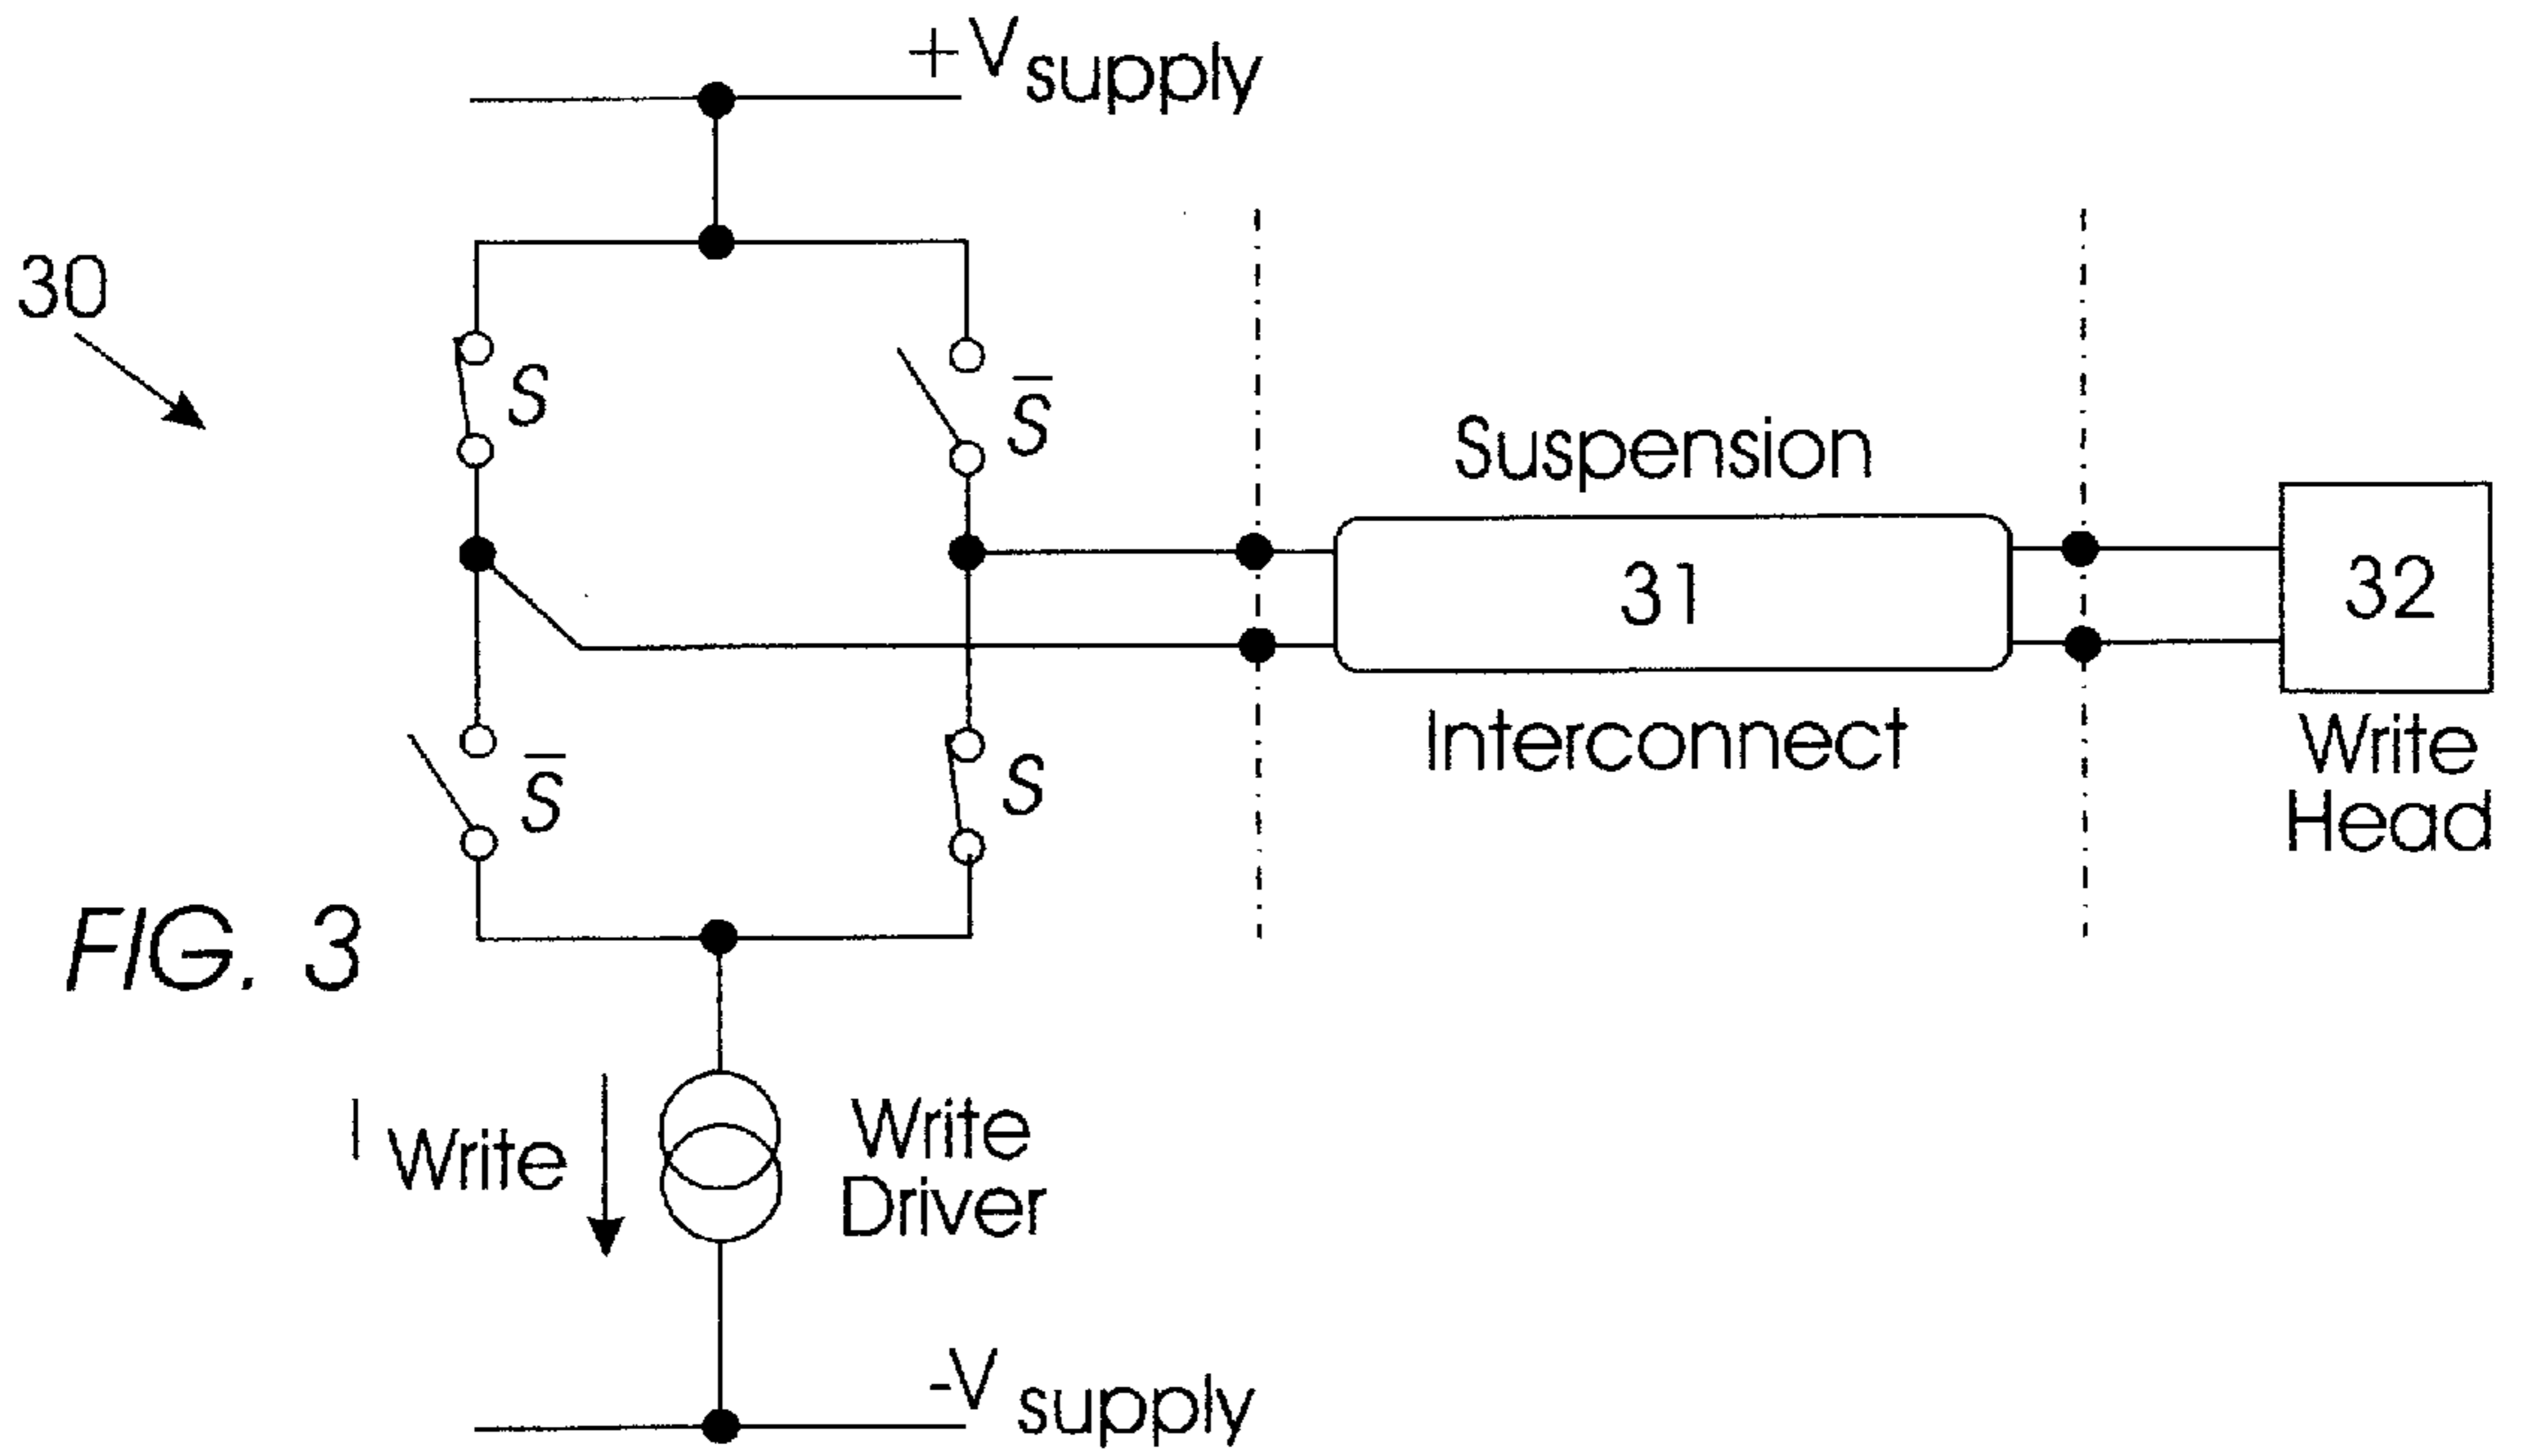 +Vsupply
30
S
S̅
Suspension
31
32
Interconnect
Write
Head
S̅
S
FIG. 3
I Write
Write
Driver
-V supply